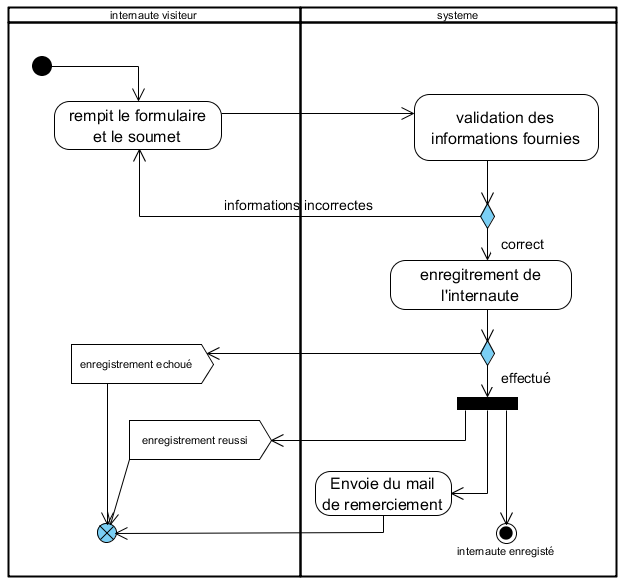 internaute visiteur
systeme
rempit le formulaire
et le soumet
validation des
informations fournies
informations incorrectes
correct
enregitrement de
l'internaute
enregistrement echoué
effectué
enregistrement reussi
Envoie du mail
de remerciement
internaute enregisté